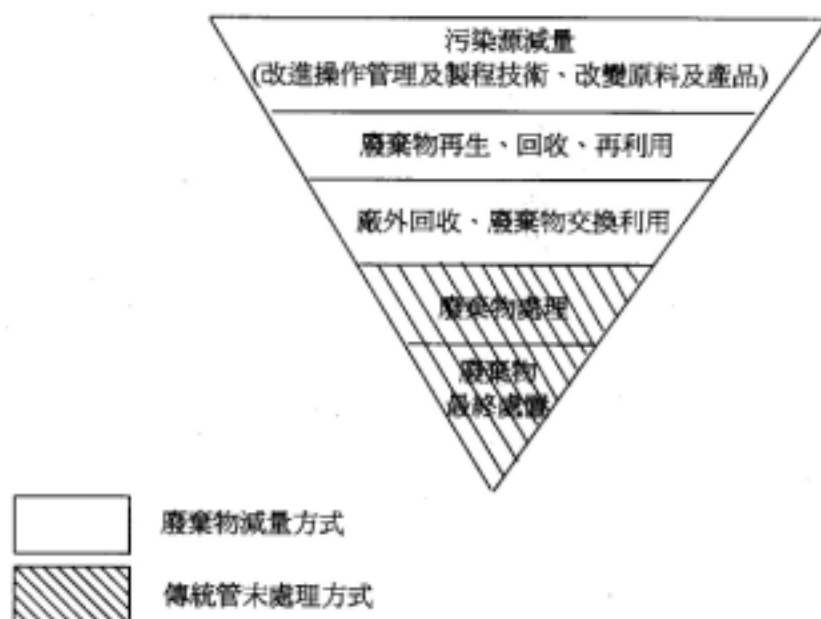 污染源減量
(改進操作管理及製程技術、改變原料及產品)
廢棄物再生、回收、再利用
廠外回收、廢棄物交換利用
廢棄物處理
廢棄物
最終處置
廢棄物減量方式
傳統管末處理方式